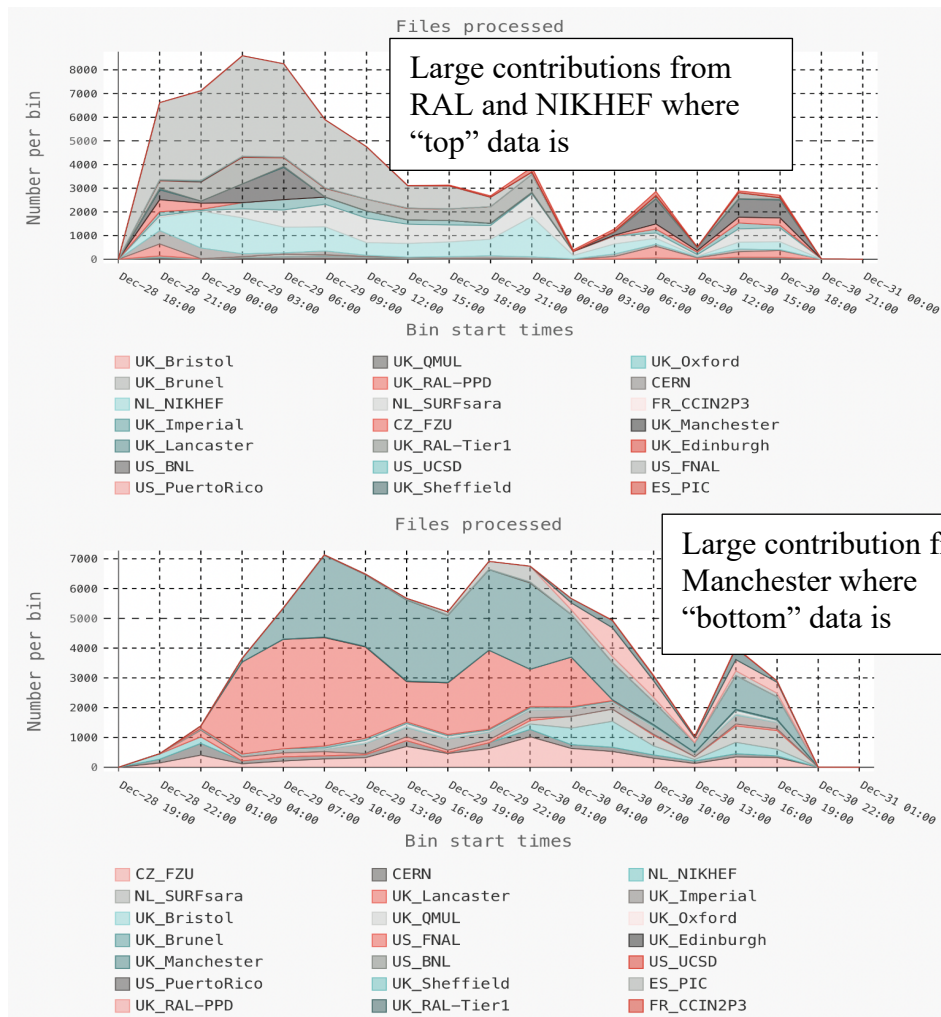 Files processed
Large contributions from
RAL and NIKHEF where
“top” data is
Number per bin
8000
7000
6000
5000
4000
3000
2000
1000
0
Dec-28 18:00
Dec-28 21:00
Dec-29 00:00
Dec-29 03:00
Dec-29 06:00
Dec-29 09:00
Dec-29 12:00
Dec-29 15:00
Dec-29 18:00
Dec-29 21:00
Dec-30 00:00
Dec-30 03:00
Dec-30 06:00
Dec-30 09:00
Dec-30 12:00
Dec-30 15:00
Dec-30 18:00
Dec-30 21:00
Dec-31 00:00
Bin start times
UK_Bristol UK_QMUL UK_Oxford
UK_Brunel UK_RAL-PPD CERN
NL_NIKHEF NL_SURFsara FR_CCIN2P3
UK_Imperial CZ_FZU UK_Manchester
UK_Lancaster UK_RAL-Tier1 UK_Edinburgh
US_BNL US_UCSD US_FNAL
US_PuertoRico UK_Sheffield ES_PIC
Files processed
Large contribution
Manchester where
“bottom” data is
Number per bin
7000
6000
5000
4000
3000
2000
1000
0
Dec-28 19:00
Dec-28 22:00
Dec-29 01:00
Dec-29 04:00
Dec-29 07:00
Dec-29 10:00
Dec-29 13:00
Dec-29 16:00
Dec-29 19:00
Dec-29 22:00
Dec-30 01:00
Dec-30 04:00
Dec-30 07:00
Dec-30 10:00
Dec-30 13:00
Dec-30 16:00
Dec-30 19:00
Dec-30 22:00
Dec-31 01:00
Bin start times
CZ_FZU CERN NL_NIKHEF
NL_SURFsara UK_Lancaster UK_Imperial
UK_Bristol UK_QMUL UK_Oxford
UK_Brunel US_FNAL UK_Edinburgh
UK_Manchester US_BNL US_UCSD
US_PuertoRico UK_Sheffield ES_PIC
UK_RAL-PPD UK_RAL-Tier1 FR_CCIN2P3